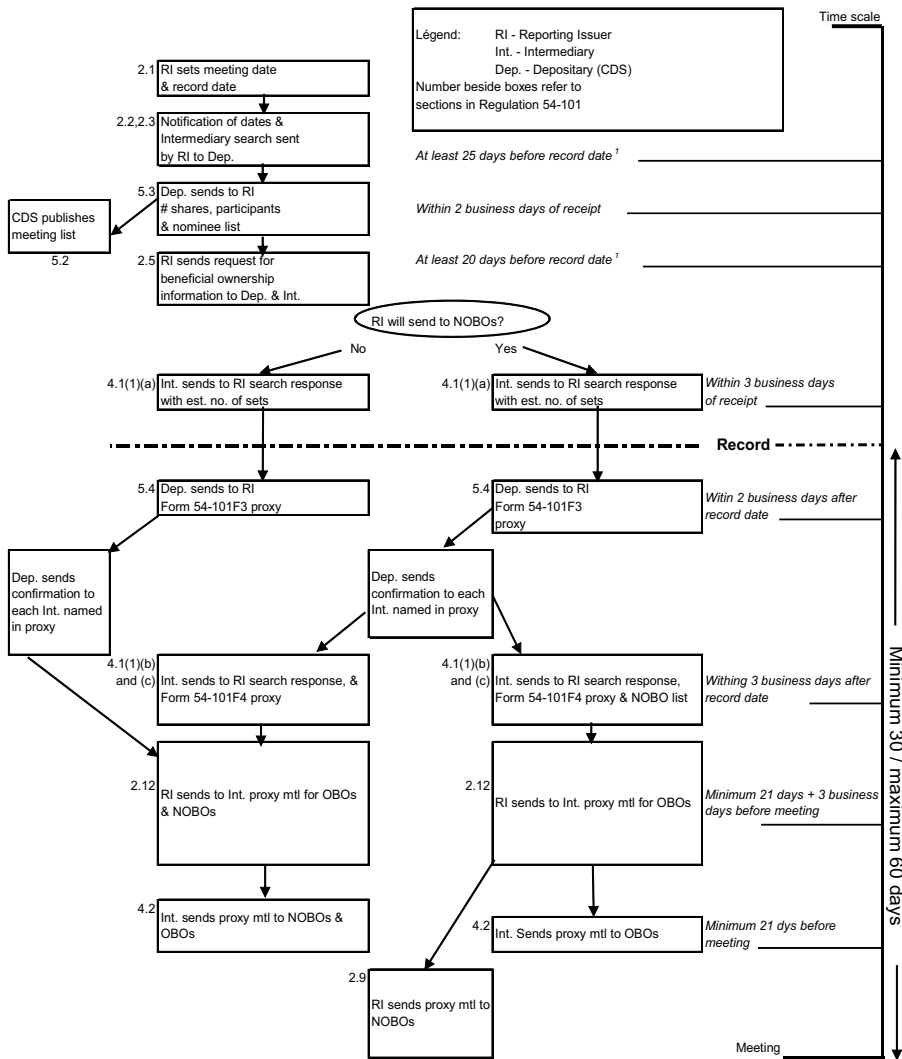 Time scale
Légend: RI - Reporting Issuer
Int. - Intermediary
Dep. - Depositary (CDS)
Number beside boxes refer to
sections in Regulation 54-101
2.1 RI sets meeting date
& record date
2.2,2.3 Notification of dates &
Intermediary search sent
by RI to Dep.
At least 25 days before record date 1
5.3 Dep. sends to RI
# shares, participants
& nominee list
Within 2 business days of receipt
CDS publishes
meeting list
5.2
2.5 RI sends request for
beneficial ownership
information to Dep. & Int.
At least 20 days before record date 1
RI will send to NOBOs?
No
Yes
4.1(1)(a) Int. sends to RI search response
with est. no. of sets
4.1(1)(a) Int. sends to RI search response
with est. no. of sets
Within 3 business days
of receipt
Record
5.4 Dep. sends to RI
Form 54-101F3 proxy
5.4 Dep. sends to RI
Form 54-101F3
proxy
Witin 2 business days after
record date
Dep. sends
confirmation to
each Int. named
in proxy
Dep. sends
confirmation to each
Int. named in proxy
4.1(1)(b)
and (c) Int. sends to RI search response, &
Form 54-101F4 proxy
4.1(1)(b)
and (c) Int. sends to RI search response,
Form 54-101F4 proxy & NOBO list
Withing 3 business days after
record date
2.12 RI sends to Int. proxy mtl for OBOs
& NOBOs
2.12 RI sends to Int. proxy mtl for OBOs
Minimum 21 days + 3 business
days before meeting
4.2 Int. sends proxy mtl to NOBOs &
OBOs
4.2 Int. Sends proxy mtl to OBOs
Minimum 21 dys before
meeting
2.9 RI sends proxy mtl to
NOBOs
Minimum 30 / maximum 60 days
Meeting